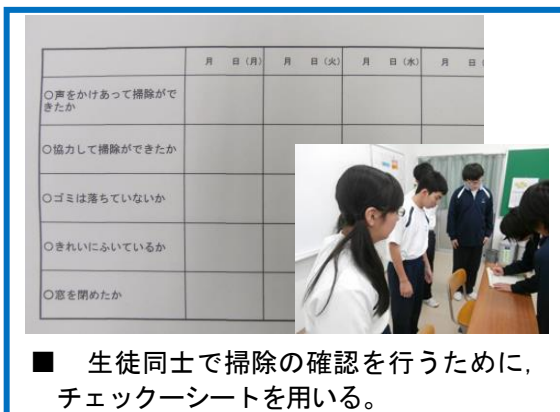 月　日（月） 月　日（火） 月　日（水） 月　日
○声をかけあって掃除がで
きたか
○協力して掃除ができたか
○ゴミは落ちていないか
○きれいにふいているか
○窓を閉めたか
■　生徒同士で掃除の確認を行うために，
チェックーシートを用いる。